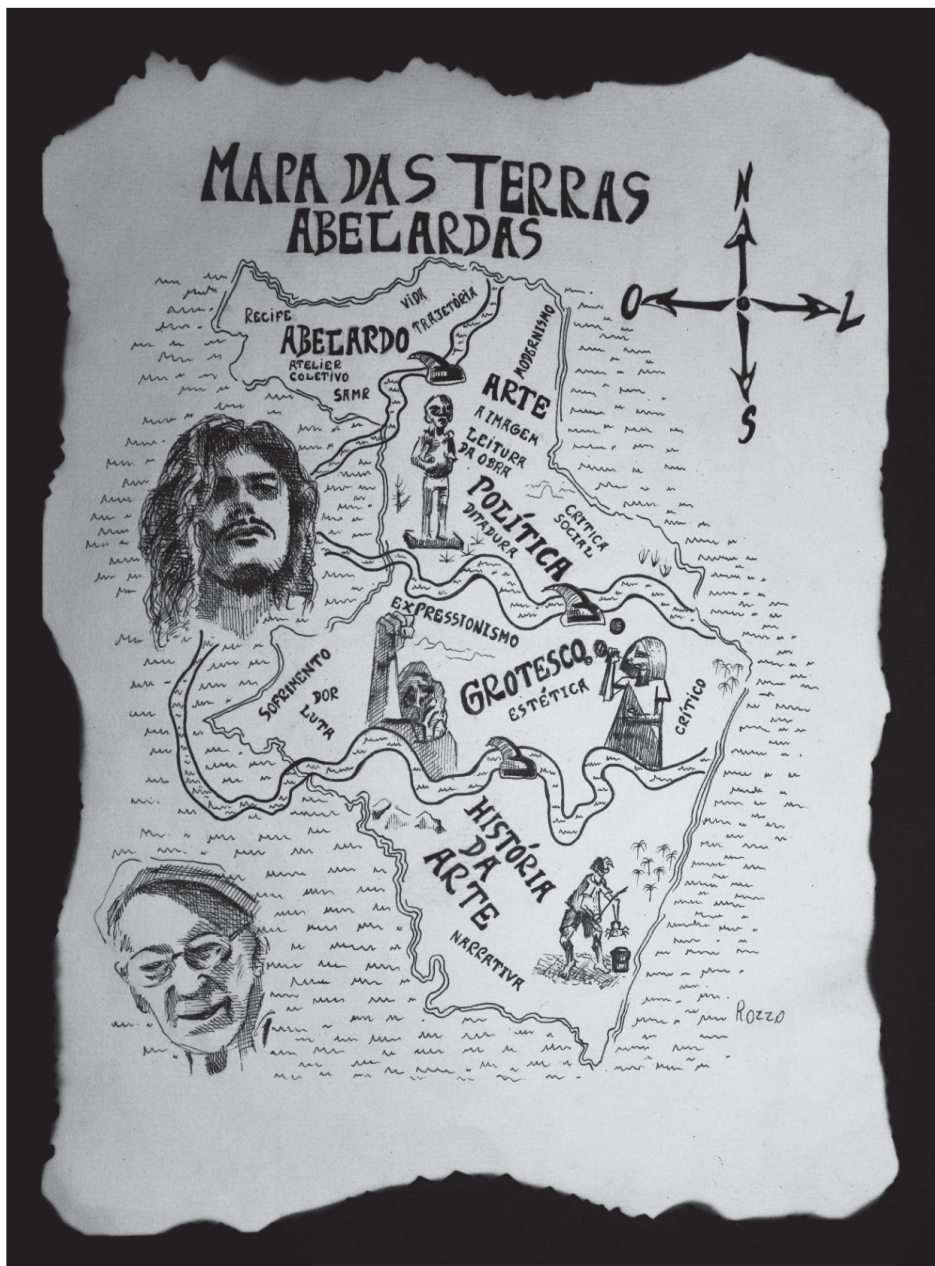 MAPA DAS TERRAS
ABELARDAS
N
O
L
S
RECIFE
VIDA
TRAJETÓRIA
ABELARDO
ATELIER
COLETIVO
SAMR
MODERNISMO
ARTE
A IMAGEM
LEITURA
DA OBRA
POLÍTICA
DITADURA
CRITICA
SOCIAL
EXPRESSIONISMO
SOFRIMENTO
DOR
LUTA
GROTESCO
ESTÉTICA
CRÍTICO
HISTÓRIA
DA
ARTE
NARRATIVA
ROZZO